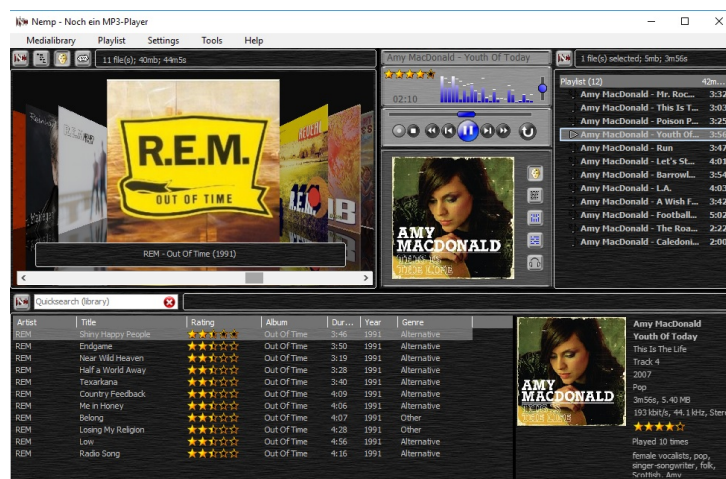 Nemp - Noch ein MP3-Player
Medialibrary Playlist Settings Tools Help
11 file(s); 40mb; 44m5s
R.E.M.
OUT OF TIME
REVEAL
REM - Out Of Time (1991)
Amy MacDonald - Youth Of Today
02:10
AMY
MACDONALD
1 file(s) selected; 5mb; 3m56s
Playlist (12) 42m...
Amy MacDonald - Mr. Roc... 3:32
Amy MacDonald - This Is T... 3:03
Amy MacDonald - Poison P... 3:25
Amy MacDonald - Youth Of... 3:56
Amy MacDonald - Run 3:47
Amy MacDonald - Let's St... 4:01
Amy MacDonald - Barrowl... 3:54
Amy MacDonald - L.A. 4:03
Amy MacDonald - A Wish F... 3:42
Amy MacDonald - Football... 5:01
Amy MacDonald - The Roa... 2:22
Amy MacDonald - Caledoni... 2:00
Quicksearch (library)
Artist Title Rating Album Dur... Year Genre
REM Shiny Happy People Out Of Time 3:46 1991 Alternative
REM Endgame Out Of Time 3:50 1991 Alternative
REM Near Wild Heaven Out Of Time 3:19 1991 Alternative
REM Half a World Away Out Of Time 3:28 1991 Alternative
REM Texarkana Out Of Time 3:40 1991 Alternative
REM Country Feedback Out Of Time 4:09 1991 Alternative
REM Me in Honey Out Of Time 4:06 1991 Alternative
REM Belong Out Of Time 4:07 1991 Other
REM Losing My Religion Out Of Time 4:28 1991 Other
REM Low Out Of Time 4:56 1991 Alternative
REM Radio Song Out Of Time 4:16 1991 Alternative
AMY
MACDONALD
Amy MacDonald
Youth Of Today
This Is The Life
Track 4
2007
Pop
3m56s, 5.40 MB
193 kbit/s, 44.1 kHz, Stere
Played 10 times
female vocalists, pop,
singer-songwriter, folk,
Scottish, Amy